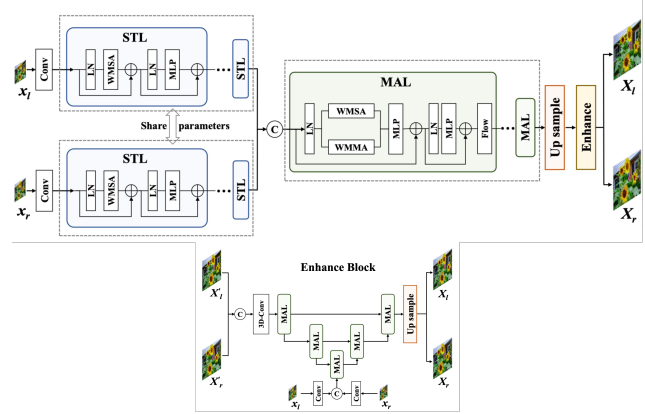 x_l
Conv
STL
LN
WMSA
LN
MLP
STL
Share parameters
x_r
Conv
STL
LN
WMSA
LN
MLP
STL
C
MAL
LN
WMSA
WMMA
MLP
LN
MLP
Flow
MAL
Up sample
Enhance
X_l
X_r
Enhance Block
X'_l
X'_r
C
3D-Conv
MAL
MAL
MAL
MAL
MAL
Up sample
X_l
X_r
x_l
Conv
C
Conv
x_r